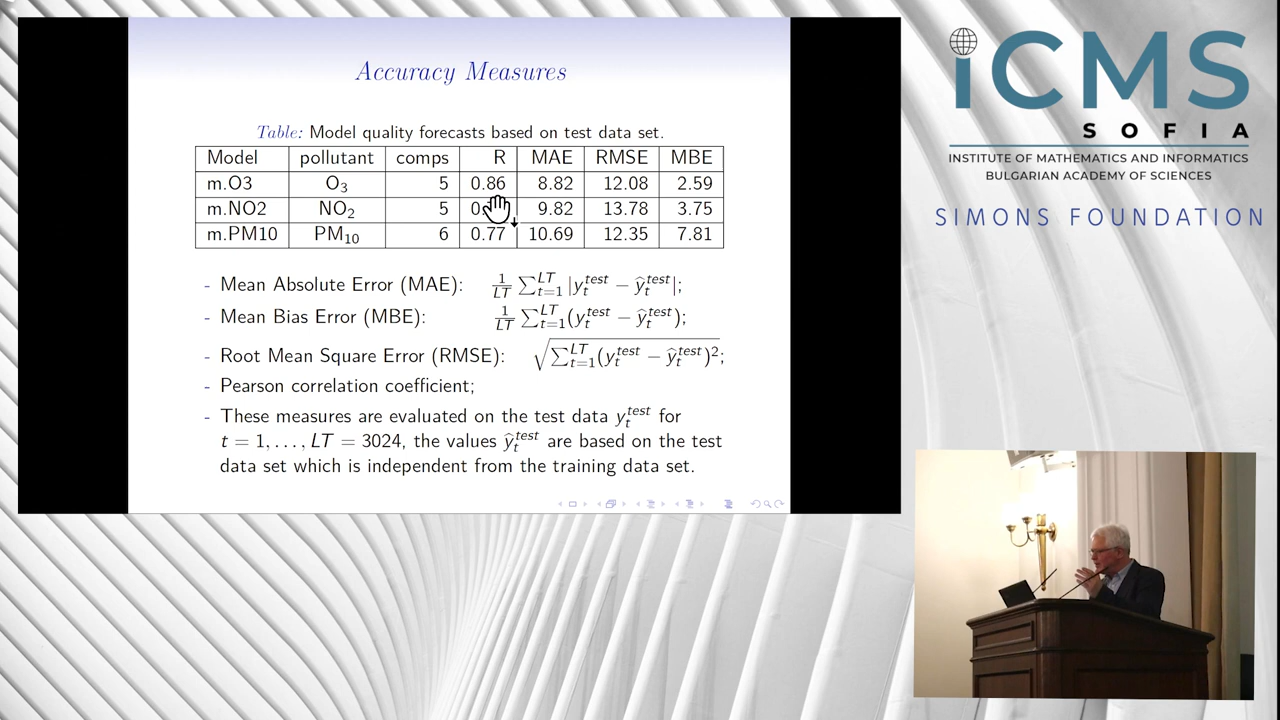 Accuracy Measures
Table: Model quality forecasts based on test data set.
Model pollutant comps R MAE RMSE MBE
m.O3 O₃ 5 0.86 8.82 12.08 2.59
m.NO2 NO₂ 5 9.82 13.78 3.75
m.PM10 PM₁₀ 6 0.77 10.69 12.35 7.81
- Mean Absolute Error (MAE): 1/LT ∑_{t=1}^{LT} |y_t^{test} − ŷ_t^{test}|;
- Mean Bias Error (MBE): 1/LT ∑_{t=1}^{LT} (y_t^{test} − ŷ_t^{test});
- Root Mean Square Error (RMSE): √∑_{t=1}^{LT} (y_t^{test} − ŷ_t^{test})²;
- Pearson correlation coefficient;
- These measures are evaluated on the test data y_t^{test} for
t = 1, . . . , LT = 3024, the values ŷ_t^{test} are based on the test
data set which is independent from the training data set.
iCMS
SOFIA
INSTITUTE OF MATHEMATICS AND INFORMATICS
BULGARIAN ACADEMY OF SCIENCES
SIMONS FOUNDATION